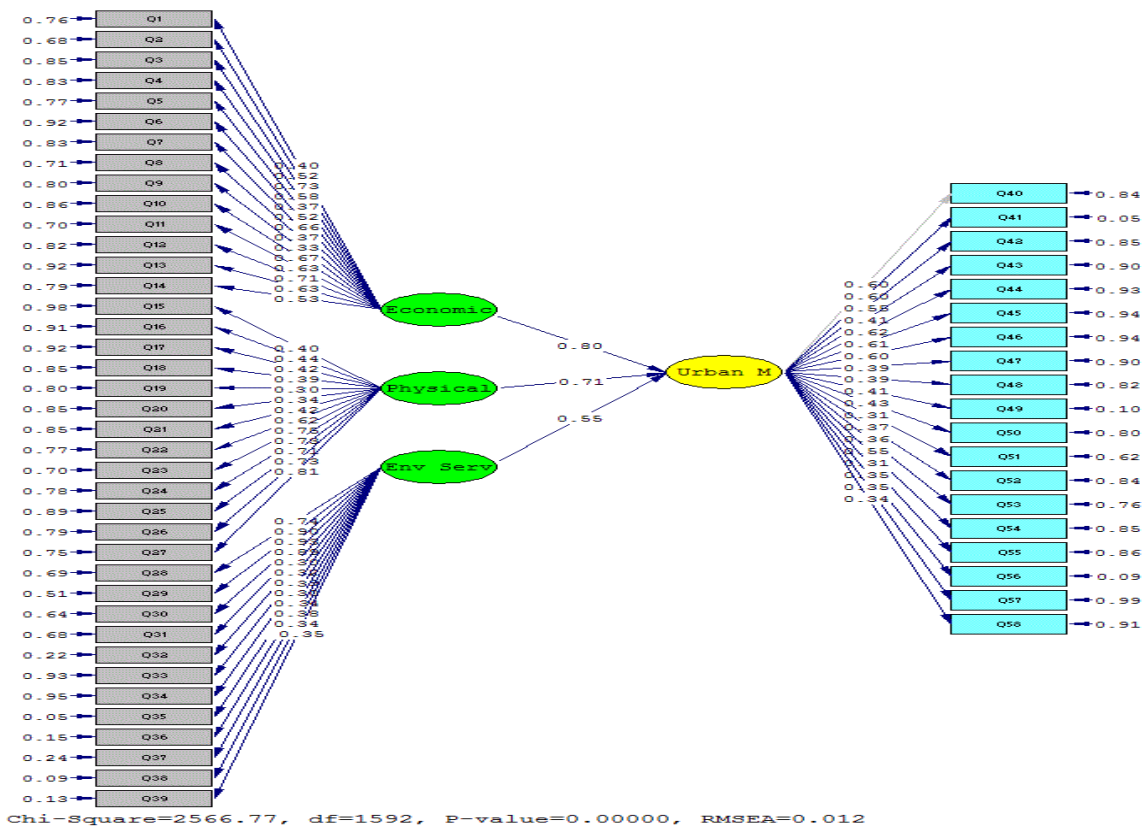 0.76 Q1
0.68 Q2
0.85 Q3
0.83 Q4
0.77 Q5
0.92 Q6
0.83 Q7
0.71 Q8
0.80 Q9
0.86 Q10
0.70 Q11
0.82 Q12
0.92 Q13
0.79 Q14
0.98 Q15
0.91 Q16
0.92 Q17
0.85 Q18
0.80 Q19
0.85 Q20
0.85 Q21
0.77 Q22
0.70 Q23
0.78 Q24
0.89 Q25
0.79 Q26
0.75 Q27
0.69 Q28
0.51 Q29
0.64 Q30
0.68 Q31
0.22 Q32
0.93 Q33
0.95 Q34
0.05 Q35
0.15 Q36
0.24 Q37
0.09 Q38
0.13 Q39
0.40
0.52
0.73
0.58
0.37
0.52
0.66
0.37
0.33
0.67
0.63
0.71
0.63
0.53
0.40
0.44
0.42
0.39
0.30
0.34
0.42
0.62
0.75
0.71
0.73
0.81
0.74
0.90
0.93
0.34
0.38
0.34
0.35
Economic
Physical
Env Serv
0.80
0.71
0.55
Urban M
0.60
0.60
0.58
0.41
0.62
0.61
0.60
0.39
0.39
0.41
0.43
0.31
0.37
0.36
0.55
0.31
0.35
0.35
0.34
Q40 0.84
Q41 0.05
Q42 0.85
Q43 0.90
Q44 0.93
Q45 0.94
Q46 0.94
Q47 0.90
Q48 0.82
Q49 0.10
Q50 0.80
Q51 0.62
Q52 0.84
Q53 0.76
Q54 0.85
Q55 0.86
Q56 0.09
Q57 0.99
Q58 0.91
Chi-Square=2566.77, df=1592, P-value=0.00000, RMSEA=0.012